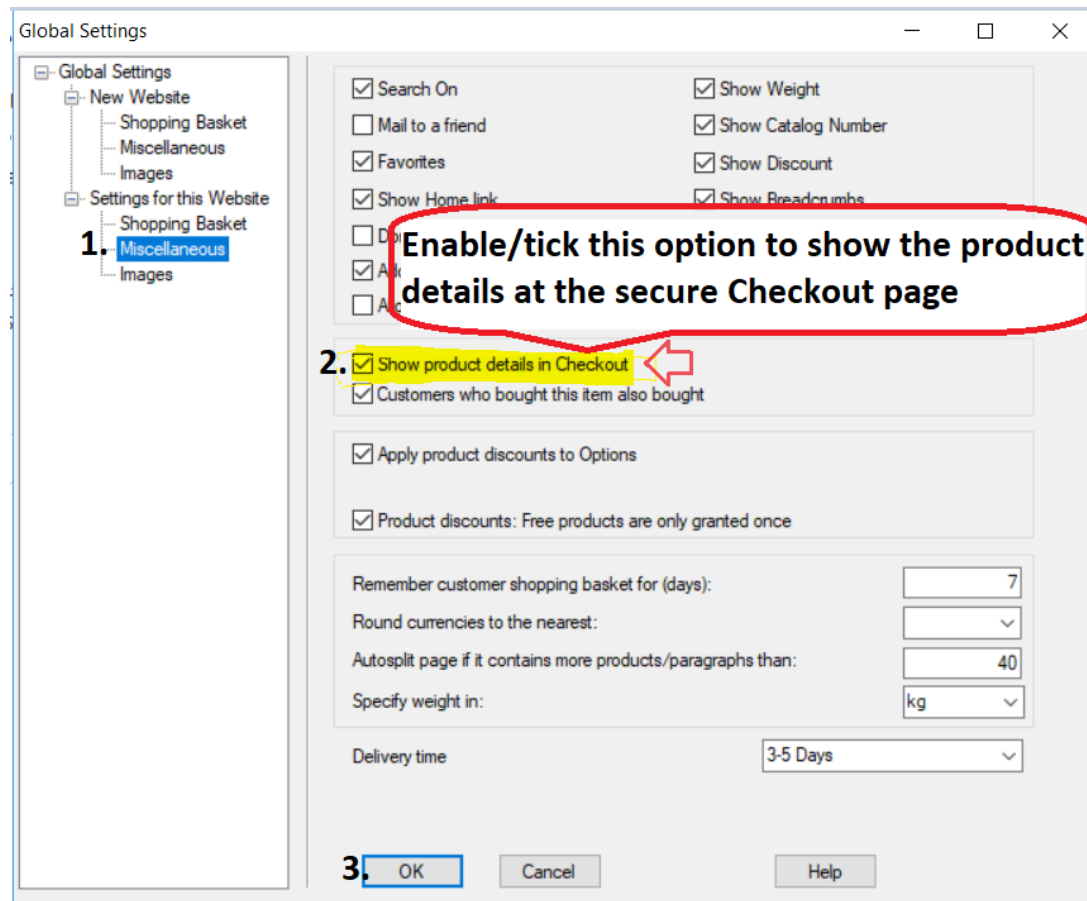 Global Settings
Global Settings
New Website
Shopping Basket
Miscellaneous
Images
Settings for this Website
Shopping Basket
1. Miscellaneous
Images
Search On
Show Weight
Mail to a friend
Show Catalog Number
Favorites
Show Discount
Show Home link
Show Breadcrumbs
Enable/tick this option to show the product
details at the secure Checkout page
2. Show product details in Checkout
Customers who bought this item also bought
Apply product discounts to Options
Product discounts: Free products are only granted once
Remember customer shopping basket for (days): 7
Round currencies to the nearest:
Autosplit page if it contains more products/paragraphs than: 40
Specify weight in: kg
Delivery time 3-5 Days
3. OK Cancel Help